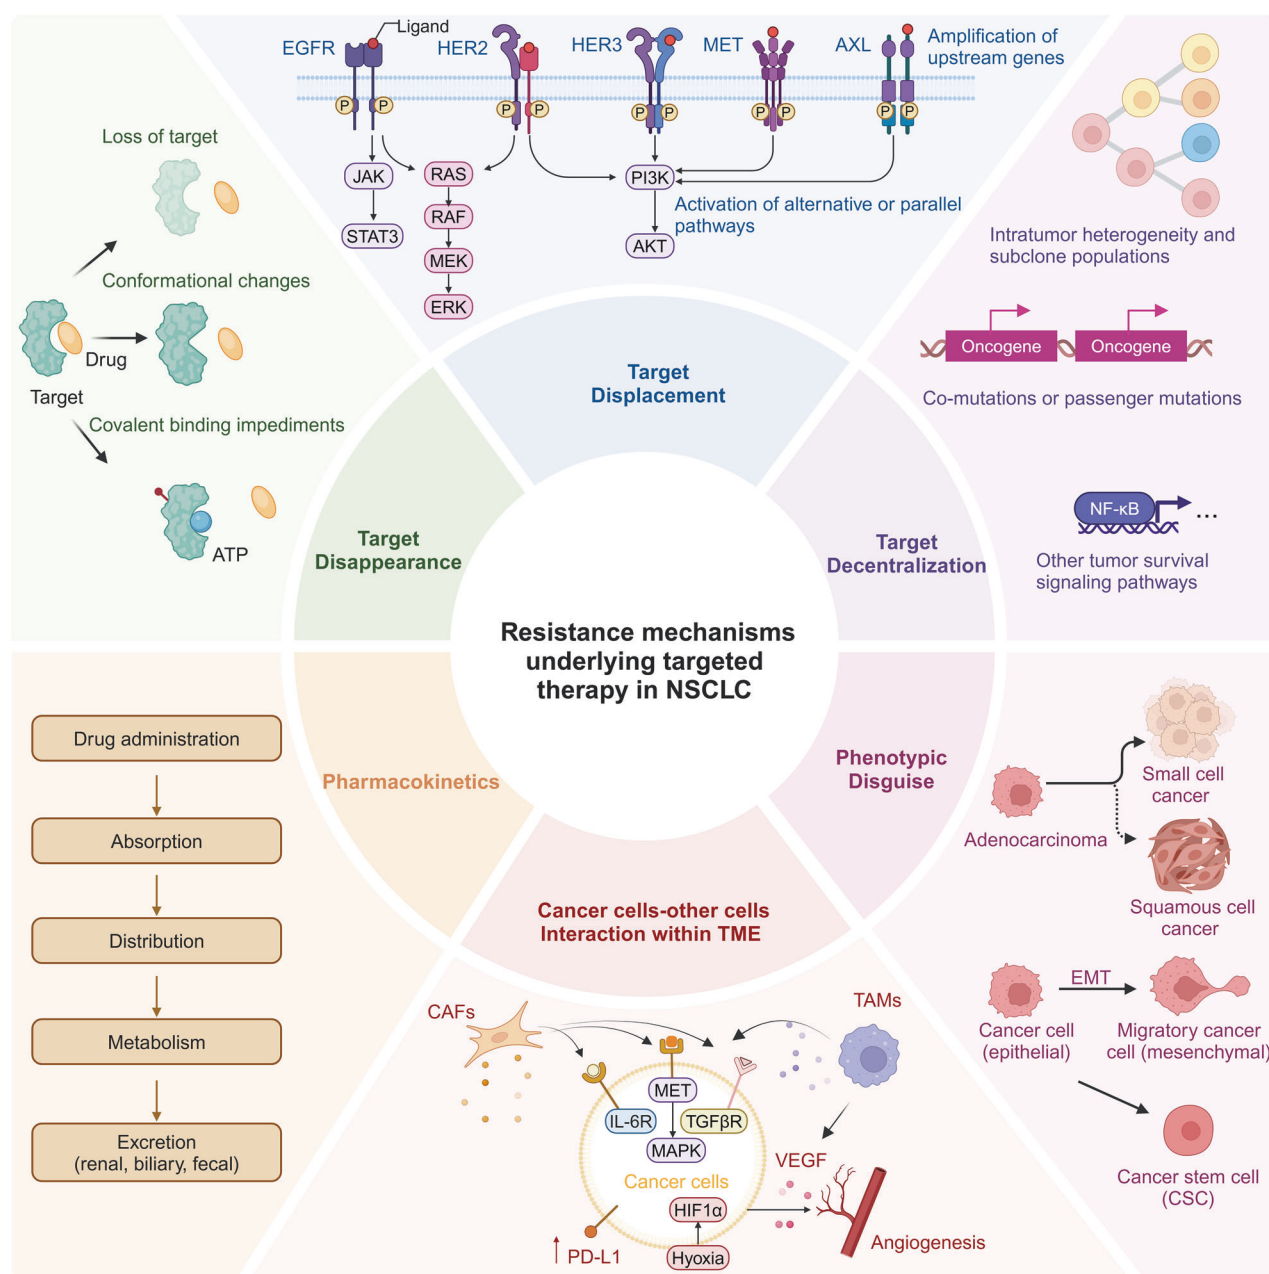 Ligand
EGFR
HER2
HER3
MET
AXL
Amplification of
upstream genes
P
P
P
P
P
P
P
P
P
P
JAK
RAS
PI3K
STAT3
RAF
AKT
MEK
ERK
Activation of alternative or parallel
pathways
Loss of target
Conformational changes
Drug
Target
Covalent binding impediments
ATP
Intratumor heterogeneity and
subclone populations
Oncogene
Oncogene
Co-mutations or passenger mutations
NF-κB
...
Other tumor survival
signaling pathways
Target
Displacement
Target
Disappearance
Target
Decentralization
Resistance mechanisms
underlying targeted
therapy in NSCLC
Pharmacokinetics
Phenotypic
Disguise
Cancer cells-other cells
Interaction within TME
Drug administration
Absorption
Distribution
Metabolism
Excretion
(renal, biliary, fecal)
Adenocarcinoma
Small cell
cancer
Squamous cell
cancer
EMT
Cancer cell
(epithelial)
Migratory cancer
cell (mesenchymal)
Cancer stem cell
(CSC)
CAFs
TAMs
MET
IL-6R
TGFβR
MAPK
Cancer cells
VEGF
HIF1α
Hyoxia
PD-L1
Angiogenesis